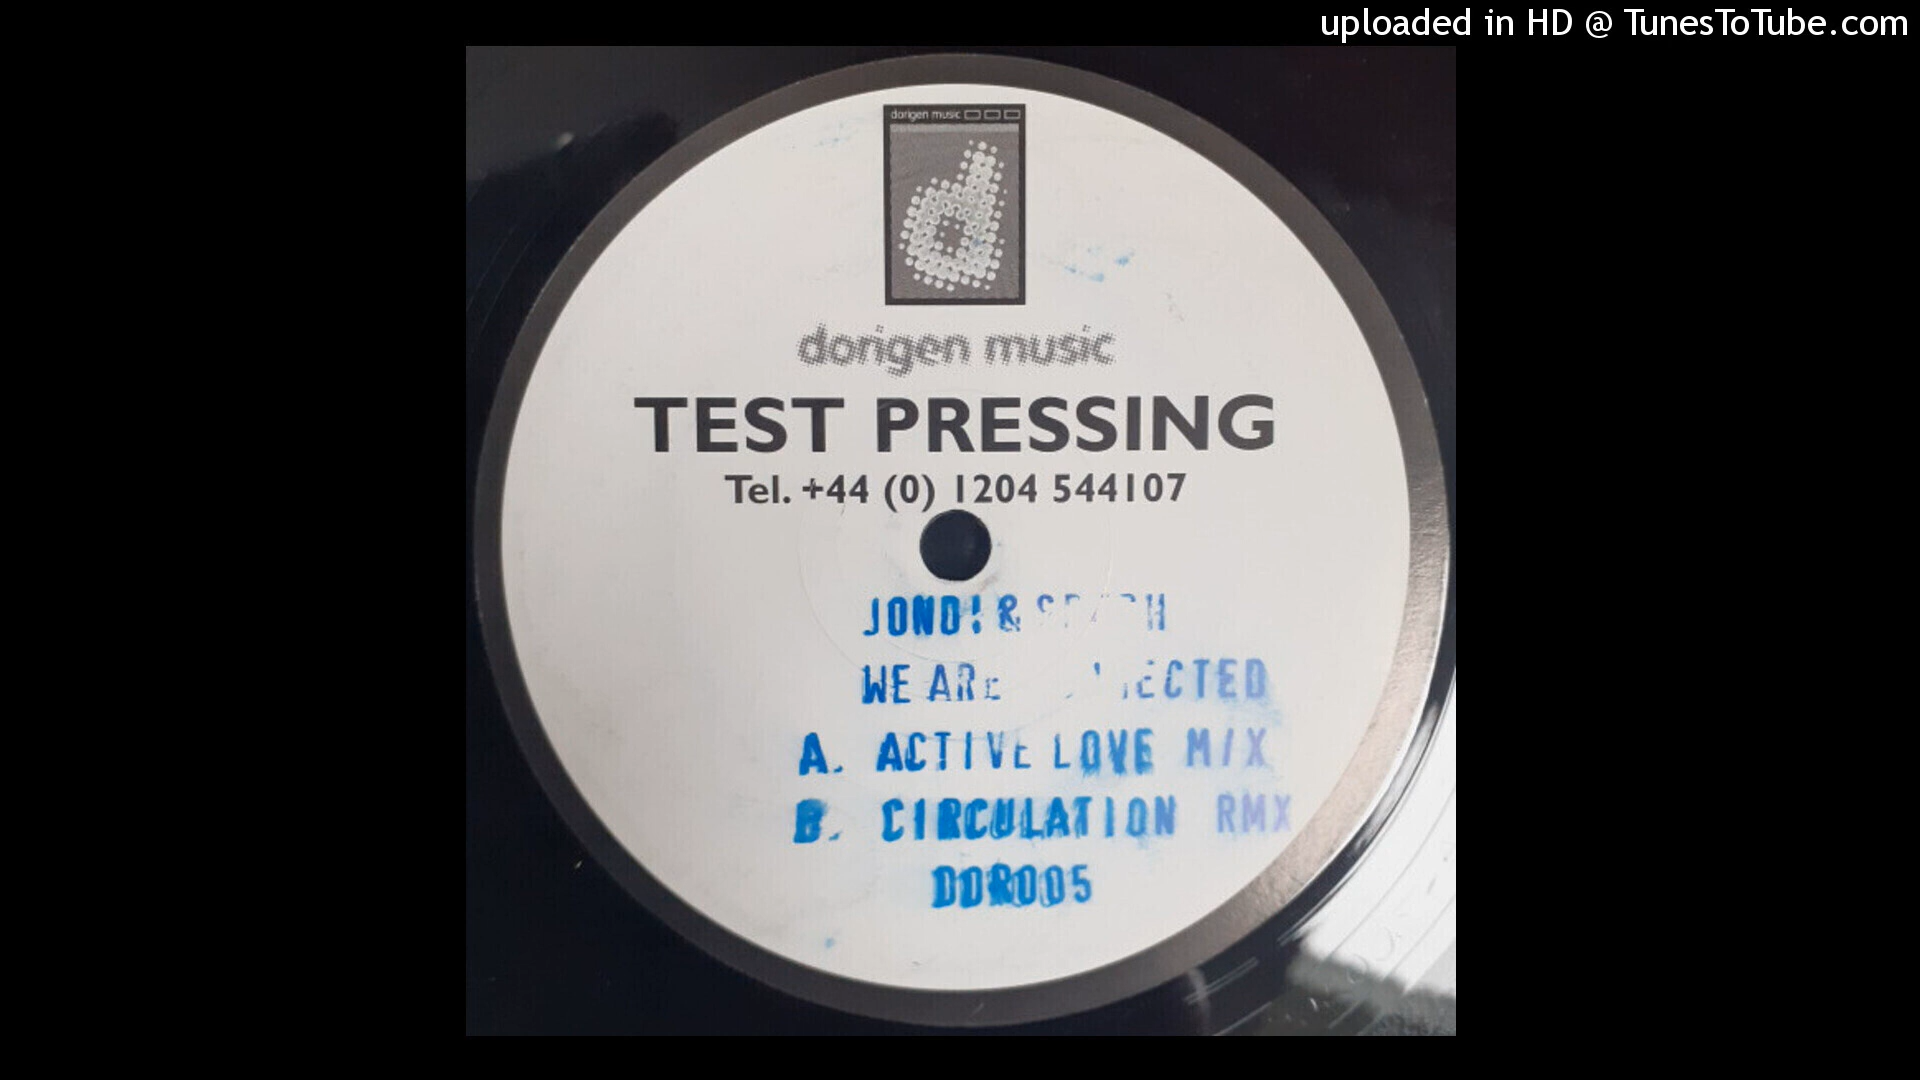 uploaded in HD @ TunesToTube.com
dorigen music
dorigen music
TEST PRESSING
Tel. +44 (0) 1204 544107
JONDI &
WE ARE
A. ACTIVE LOVE MIX
B. CIRCULATION RMX
DDR005